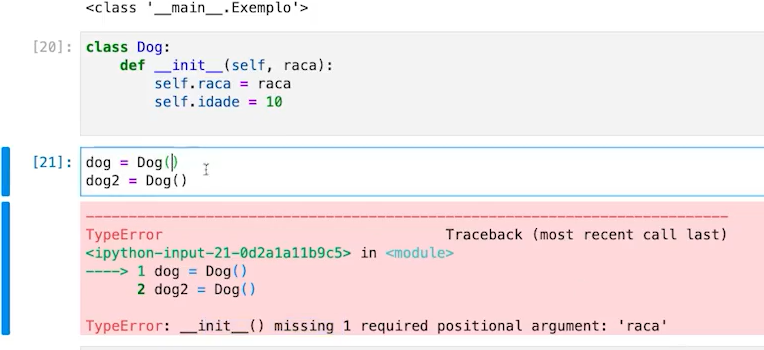 <class '__main__.Exemplo'>
[20]: class Dog:
def __init__(self, raca):
self.raca = raca
self.idade = 10
[21]: dog = Dog()
dog2 = Dog()
---------------------------------------------------------------------------
TypeError Traceback (most recent call last)
<ipython-input-21-0d2a1a11b9c5> in <module>
----> 1 dog = Dog()
2 dog2 = Dog()
TypeError: __init__() missing 1 required positional argument: 'raca'